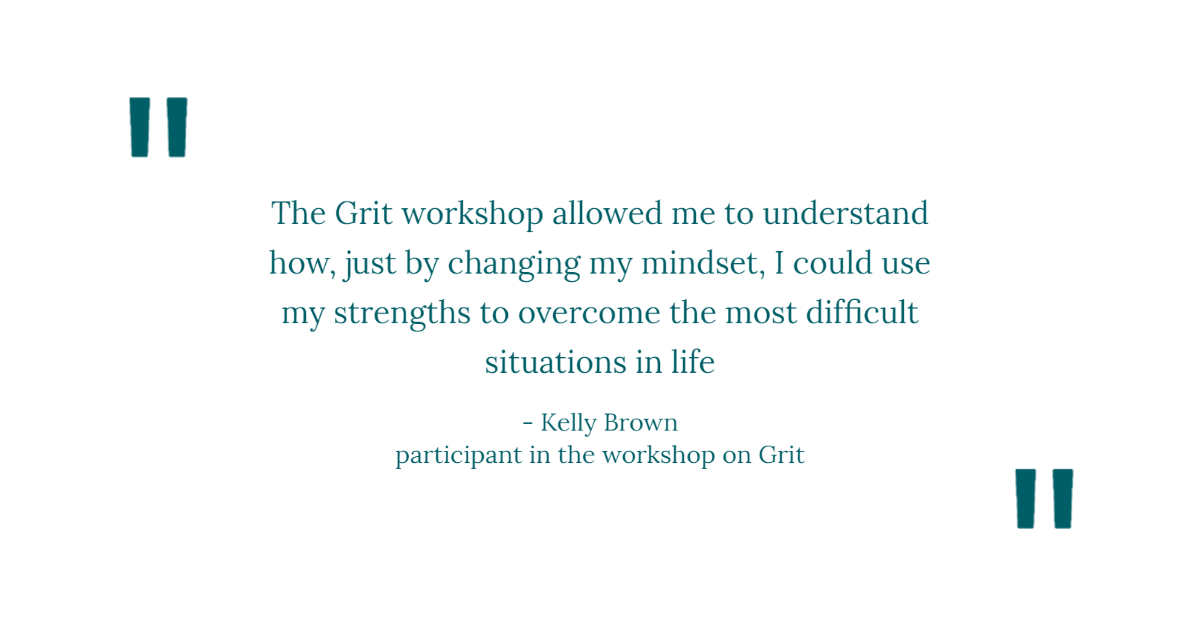 "
The Grit workshop allowed me to understand
how, just by changing my mindset, I could use
my strengths to overcome the most difficult
situations in life
- Kelly Brown
participant in the workshop on Grit
"